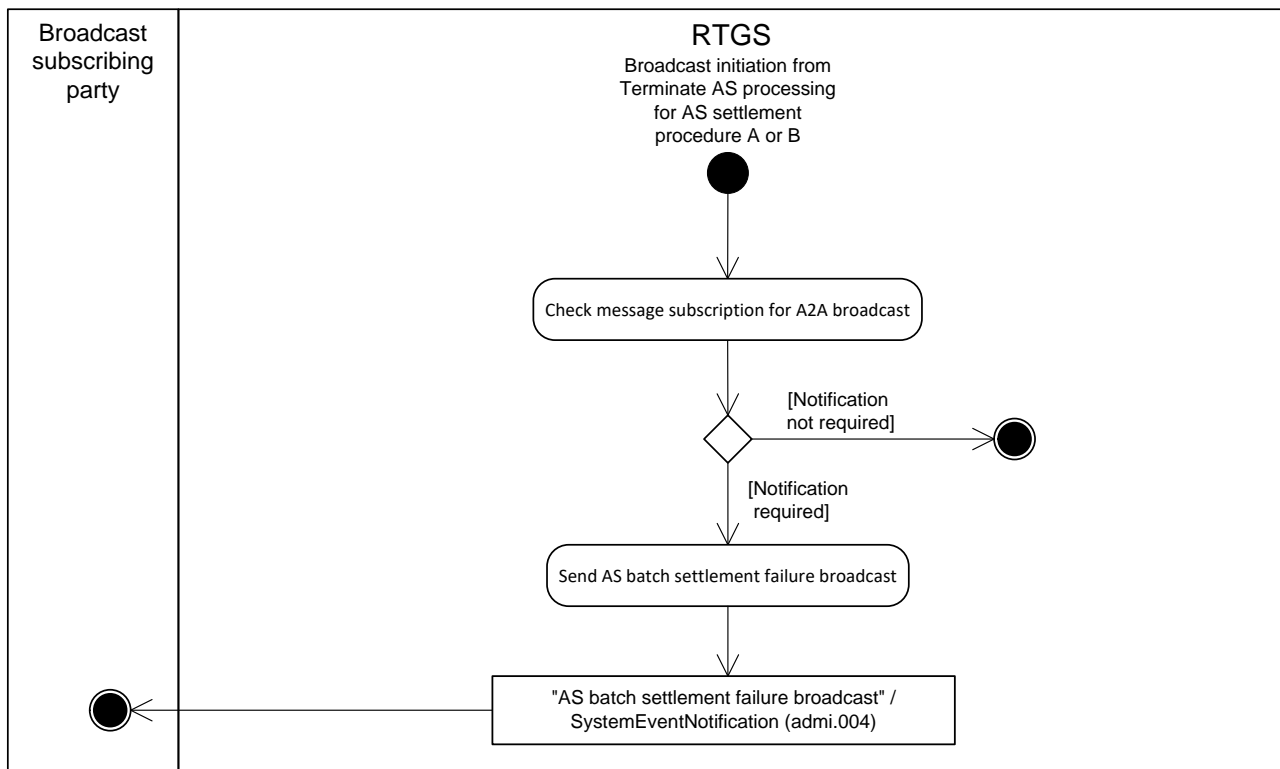 Broadcast
subscribing
party
RTGS
Broadcast initiation from
Terminate AS processing
for AS settlement
procedure A or B
Check message subscription for A2A broadcast
[Notification
not required]
[Notification
required]
Send AS batch settlement failure broadcast
"AS batch settlement failure broadcast" /
SystemEventNotification (admi.004)